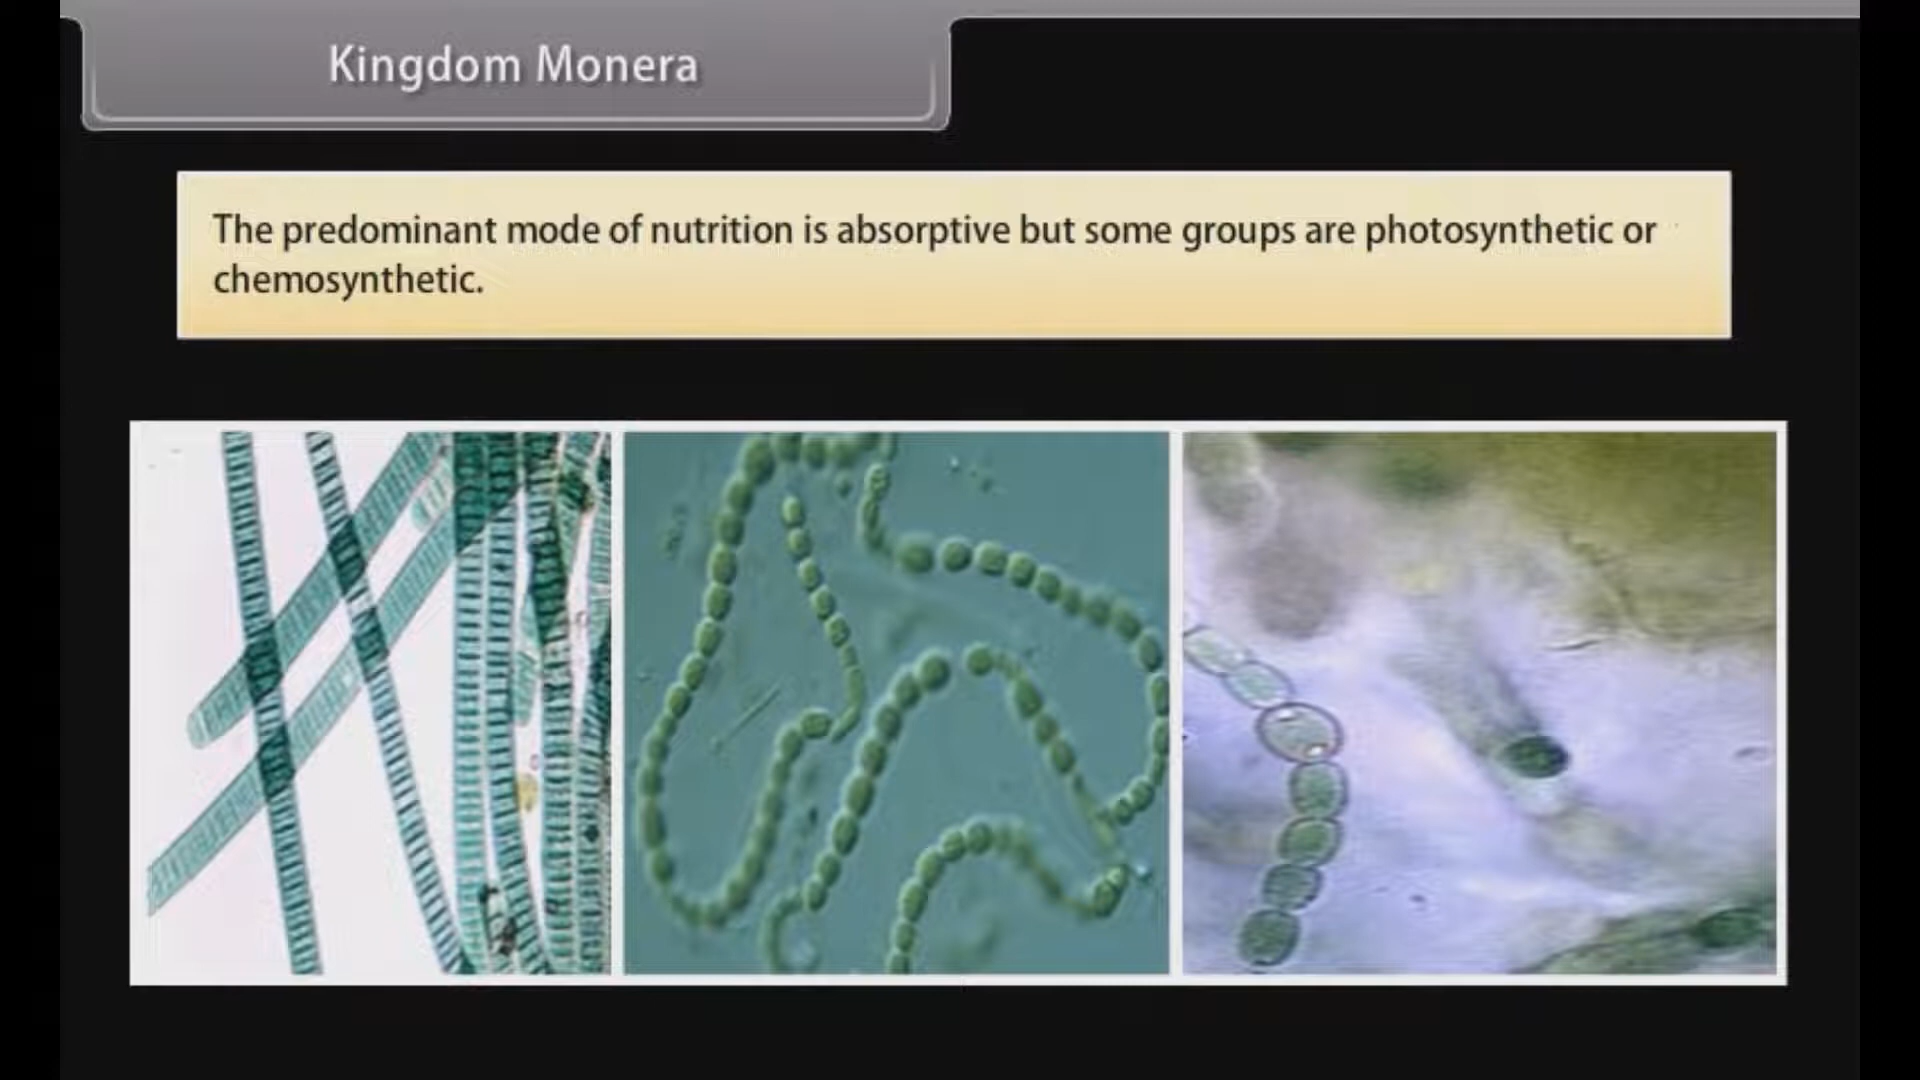 Kingdom Monera
The predominant mode of nutrition is absorptive but some groups are photosynthetic or
chemosynthetic.